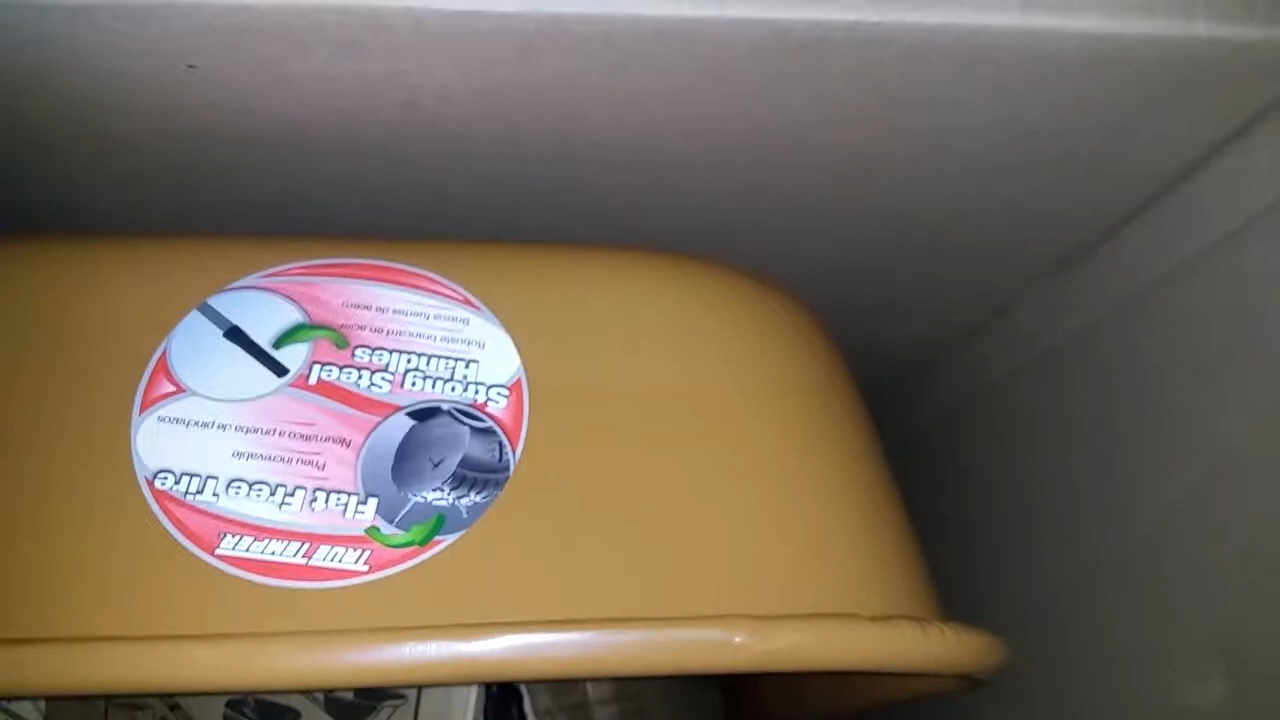 TRUE TEMPER
Flat Free Tire
Pneu increvable
Neumático a prueba de pinchazos
Strong Steel
Handles
Robuste brancard en acier
Brazos fuertes de acero